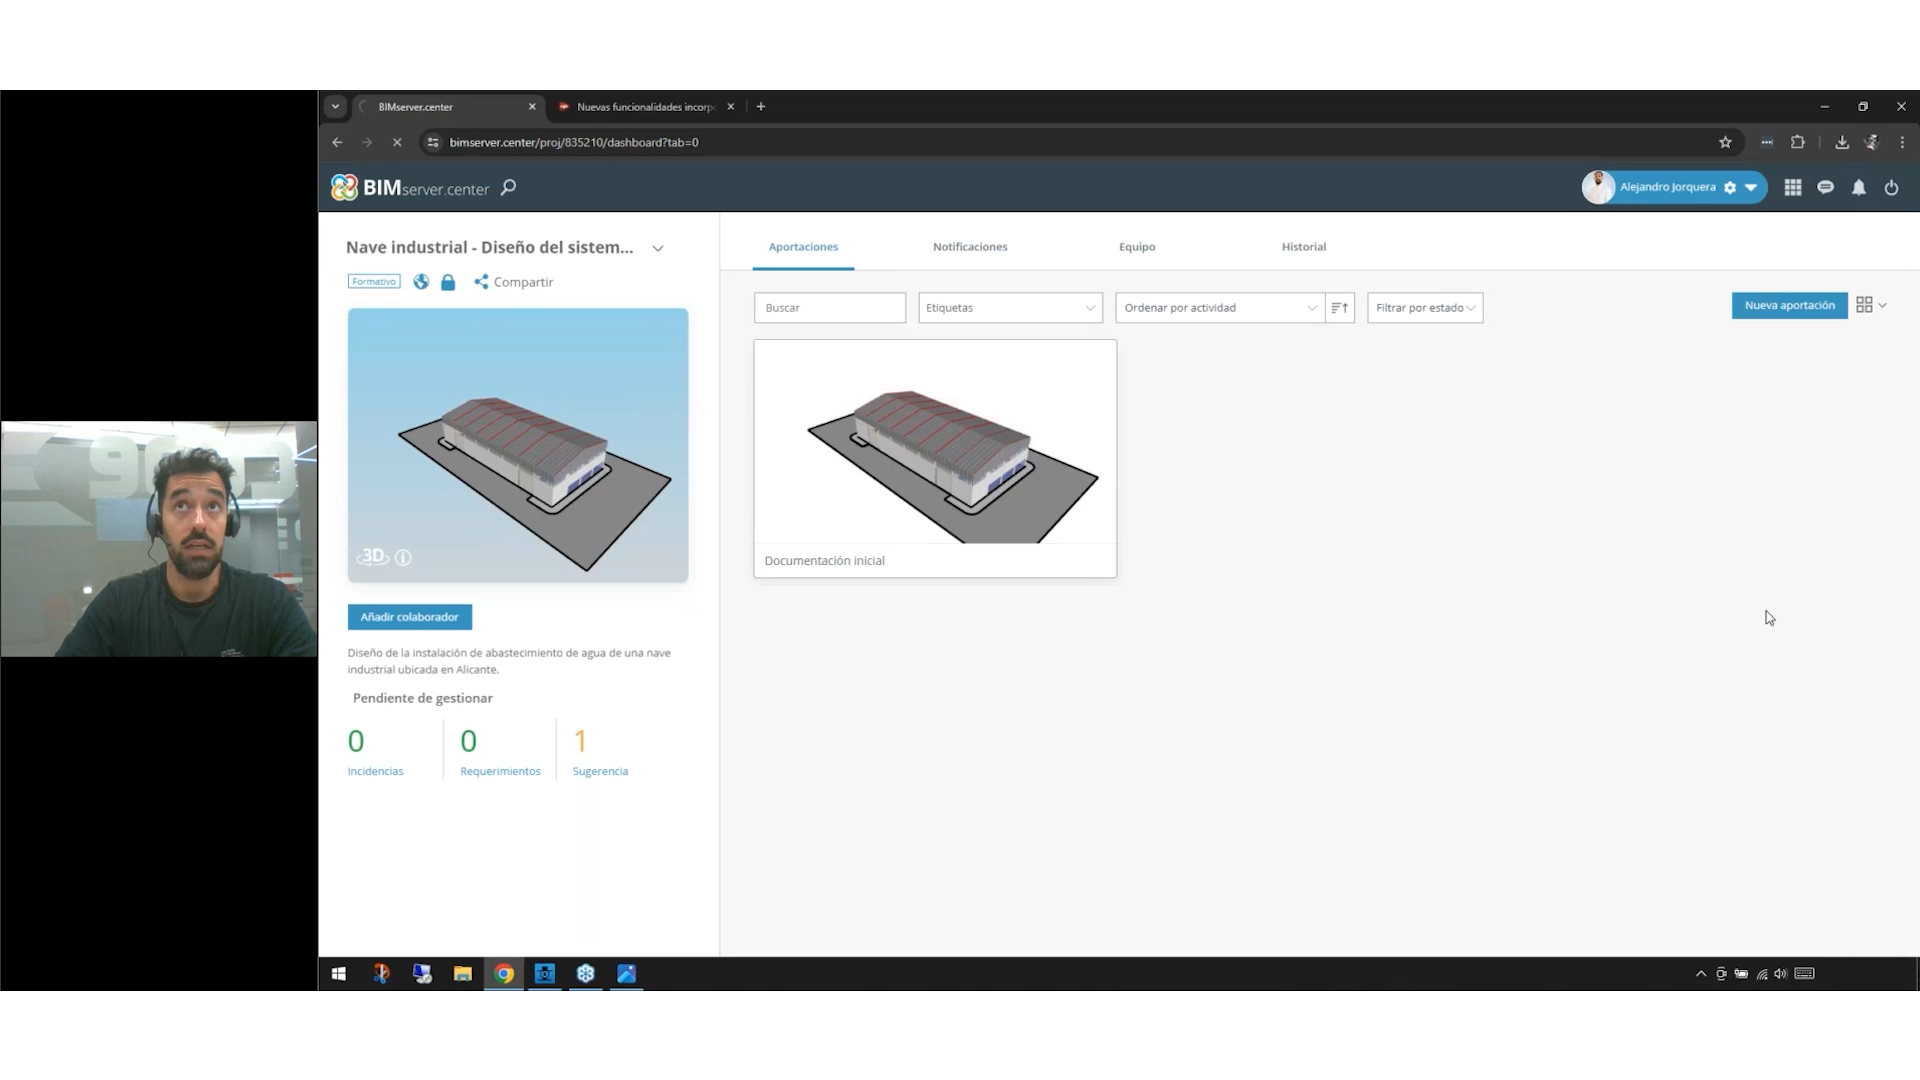 BIMserver.center
Nuevas funcionalidades incorp
bimserver.center/proj/835210/dashboard?tab=0
BIMserver.center
Alejandro Jorquera
Nave industrial - Diseño del sistem...
Aportaciones
Notificaciones
Equipo
Historial
Formativo
Compartir
Buscar
Etiquetas
Ordenar por actividad
Filtrar por estado
Nueva aportación
3D
Documentación inicial
Añadir colaborador
Diseño de la instalación de abastecimiento de agua de una nave
industrial ubicada en Alicante.
Pendiente de gestionar
0
0
1
Incidencias
Requerimientos
Sugerencia